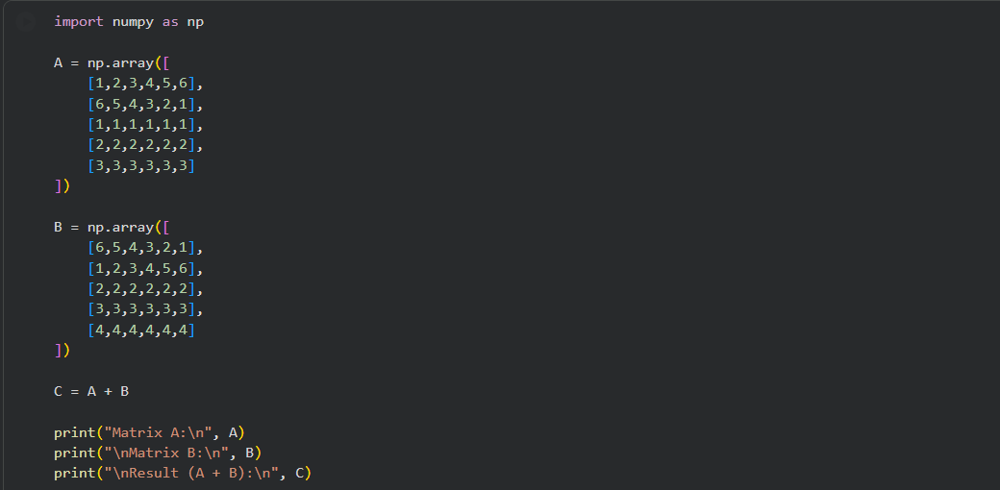 import numpy as np
A = np.array([
    [1,2,3,4,5,6],
    [6,5,4,3,2,1],
    [1,1,1,1,1,1],
    [2,2,2,2,2,2],
    [3,3,3,3,3,3]
])
B = np.array([
    [6,5,4,3,2,1],
    [1,2,3,4,5,6],
    [2,2,2,2,2,2],
    [3,3,3,3,3,3],
    [4,4,4,4,4,4]
])
C = A + B
print("Matrix A:\n", A)
print("\nMatrix B:\n", B)
print("\nResult (A + B):\n", C)